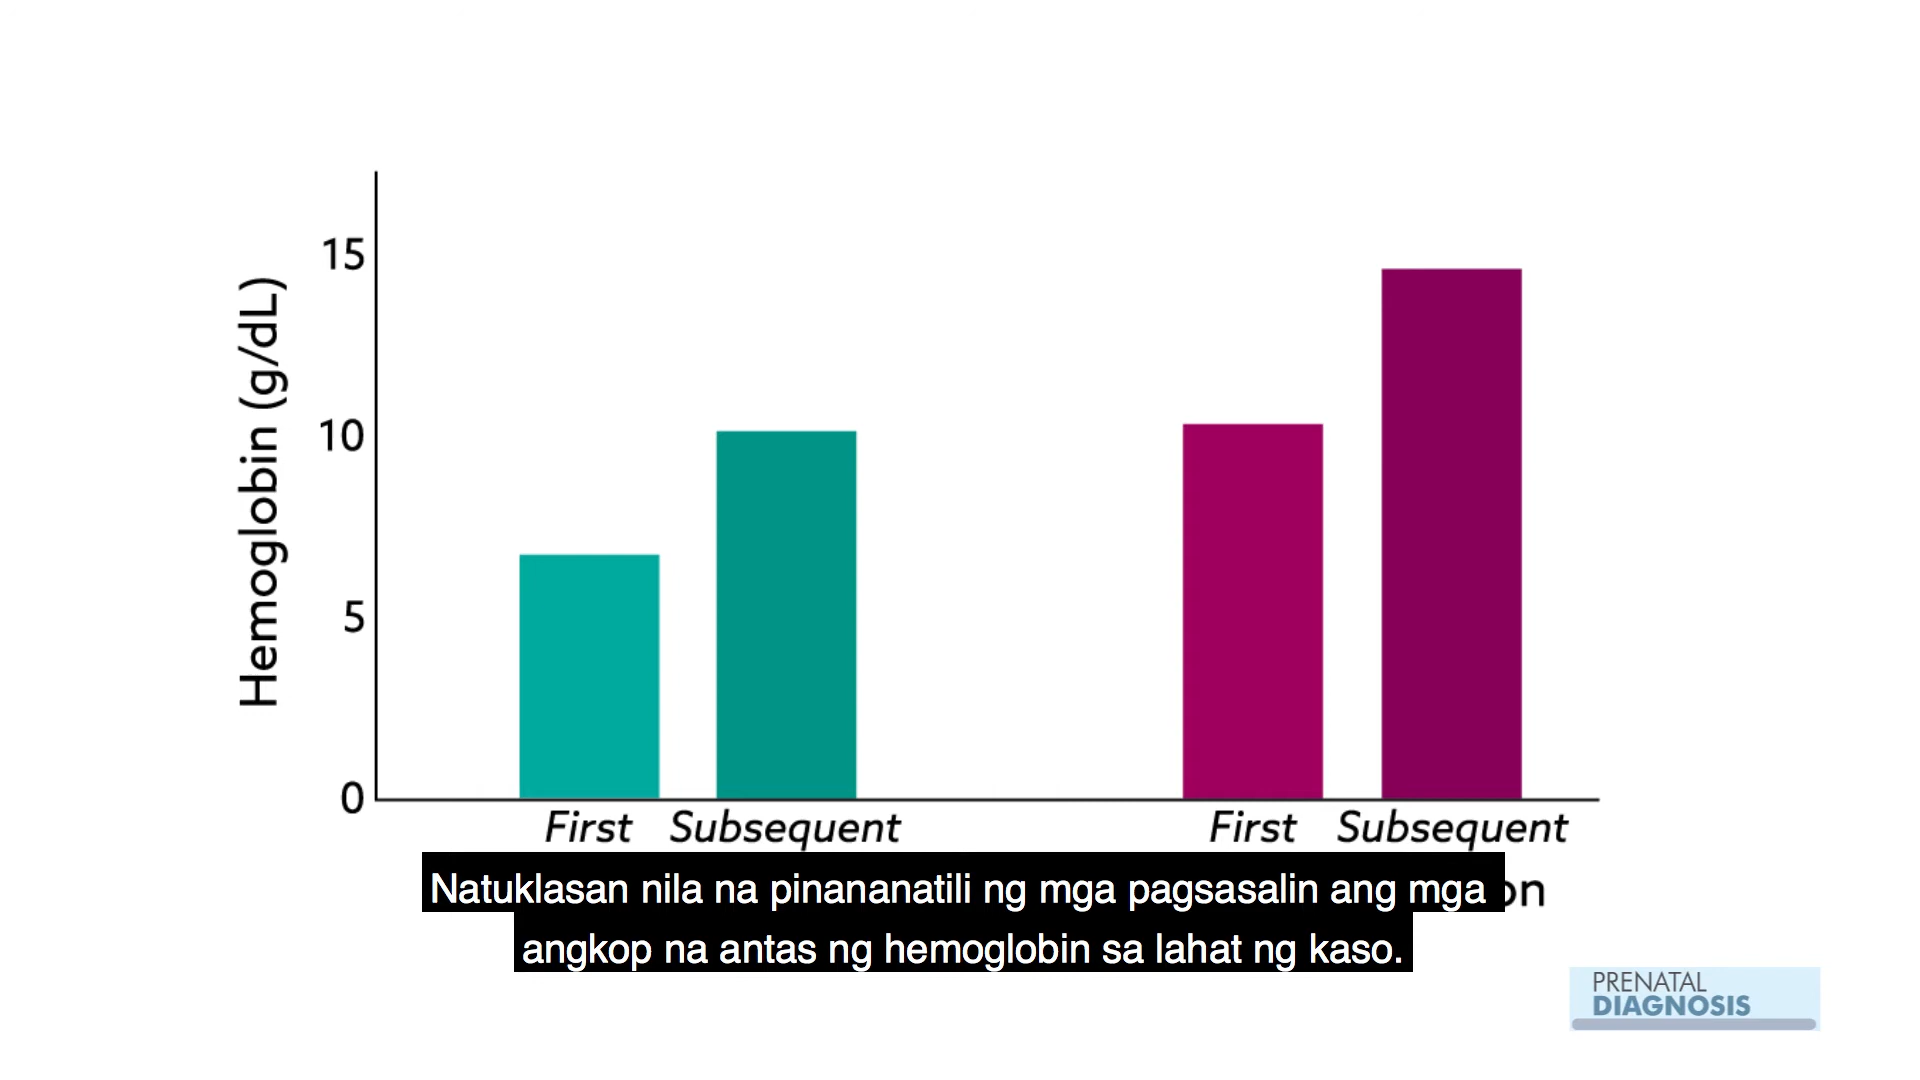 Hemoglobin (g/dL)
15
10
5
0
First Subsequent First Subsequent
Natuklasan nila na pinananatili ng mga pagsasalin ang mga
angkop na antas ng hemoglobin sa lahat ng kaso.
PRENATAL
DIAGNOSIS